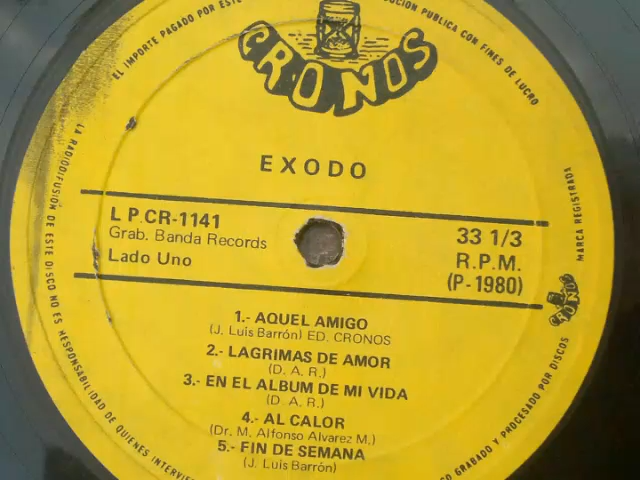 EL IMPORTE PAGADO POR ESTE
PUBLICA CON FINES DE LUCRO
CRONOS
EXODO
L P.CR-1141
Grab. Banda Records
Lado Uno
33 1/3
R.P.M.
(P-1980)
1.- AQUEL AMIGO
(J. Luis Barrón) ED. CRONOS
2.- LAGRIMAS DE AMOR
(D. A. R.)
3.- EN EL ALBUM DE MI VIDA
(D. A. R.)
4.- AL CALOR
(Dr. M. Alfonso Alvarez M.)
5.- FIN DE SEMANA
(J. Luis Barrón)
LA RADIODIFUSIÓN DE ESTE DISCO NO ES RESPONSABILIDAD DE QUIENES
MARCA REGISTRADA
CRONOS
GRABADO Y PROCESADO POR DISCOS